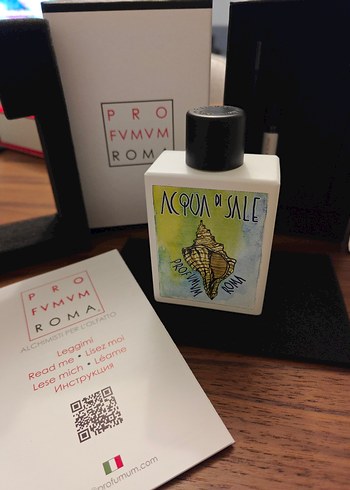 PRO
FVMVM
ROMA
ACQUA DI SALE
PROFUMUM
ROMA
PRO
FVMVM
ROMA.
ALCHIMISTI PER L'OLFATTO
Leggimi
Read me • Lisez moi
Lese mich • Léame
Инструкция
profumum.com